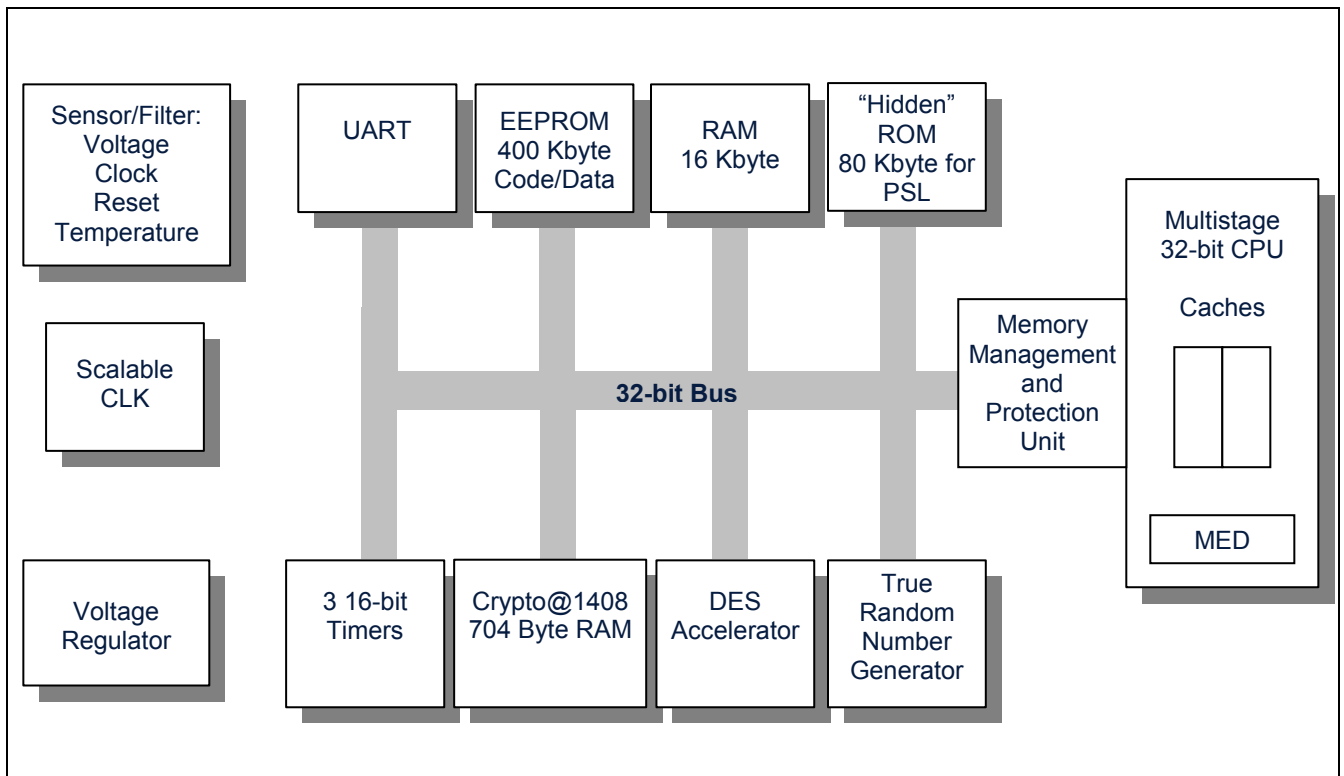 Sensor/Filter:
Voltage
Clock
Reset
Temperature
UART
EEPROM
400 Kbyte
Code/Data
RAM
16 Kbyte
“Hidden”
ROM
80 Kbyte for
PSL
Multistage
32-bit CPU
Caches
MED
Memory
Management
and
Protection
Unit
Scalable
CLK
32-bit Bus
Voltage
Regulator
3 16-bit
Timers
Crypto@1408
704 Byte RAM
DES
Accelerator
True
Random
Number
Generator